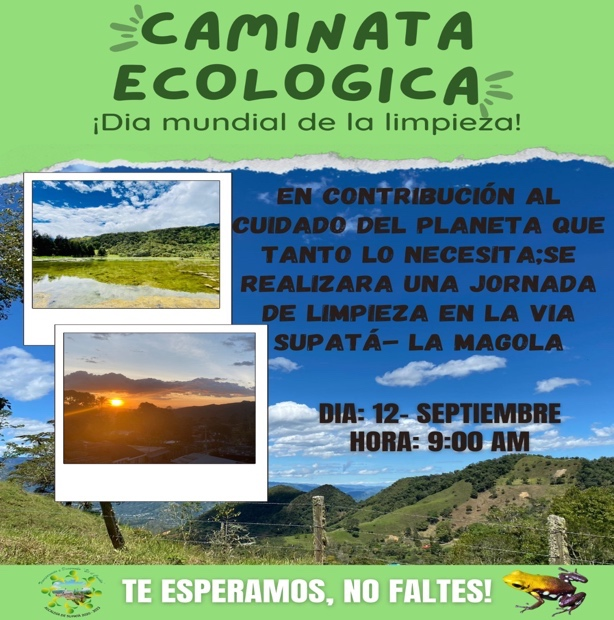 CAMINATA
ECOLOGICA
¡Dia mundial de la limpieza!
EN CONTRIBUCIÓN AL
CUIDADO DEL PLANETA QUE
TANTO LO NECESITA;SE
REALIZARA UNA JORNADA
DE LIMPIEZA EN LA VIA
SUPATÁ- LA MAGOLA
DIA: 12- SEPTIEMBRE
HORA: 9:00 AM
TE ESPERAMOS, NO FALTES!